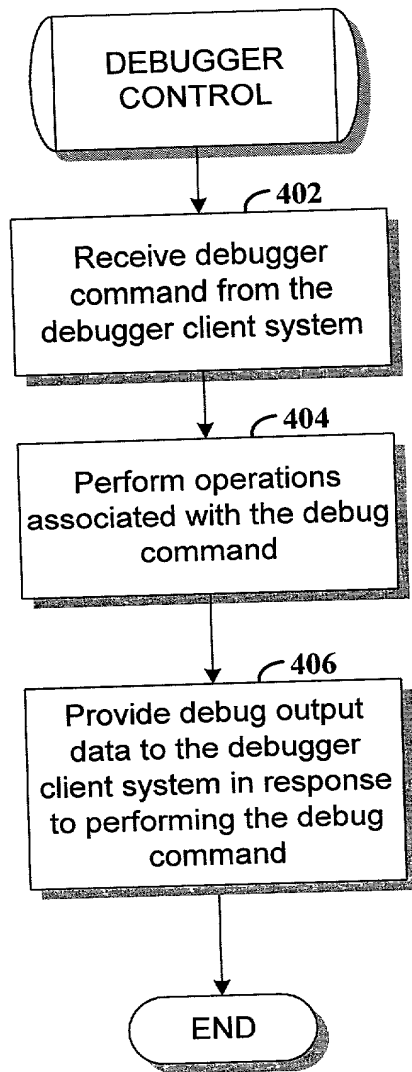 DEBUGGER
CONTROL
402
Receive debugger
command from the
debugger client system
404
Perform operations
associated with the debug
command
406
Provide debug output
data to the debugger
client system in response
to performing the debug
command
END